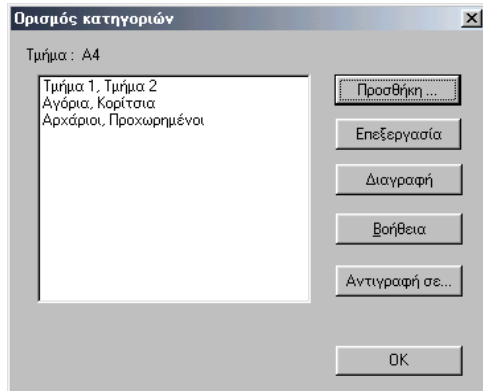 Ορισμός κατηγοριών
Τμήμα : Α4
Τμήμα 1, Τμήμα 2
Αγόρια, Κορίτσια
Αρχάριοι, Προχωρημένοι
Προσθήκη ...
Επεξεργασία
Διαγραφή
Βοήθεια
Αντιγραφή σε...
OK